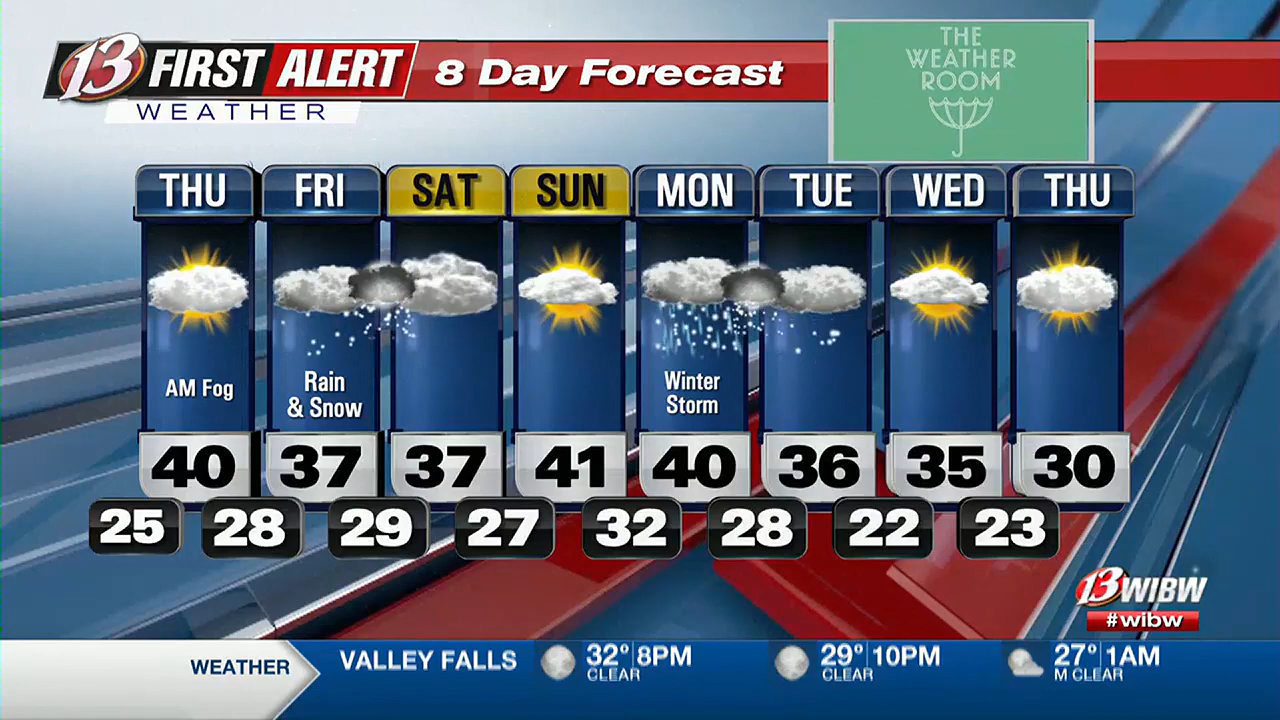 13 FIRST ALERT
WEATHER
8 Day Forecast
THE
WEATHER
ROOM
THU FRI SAT SUN MON TUE WED THU
AM Fog
Rain
& Snow
Winter
Storm
40 37 37 41 40 36 35 30
25 28 29 27 32 28 22 23
13 WIBW
#wibw
WEATHER
VALLEY FALLS
32° 8PM
CLEAR
29° 10PM
CLEAR
27° 1AM
M CLEAR